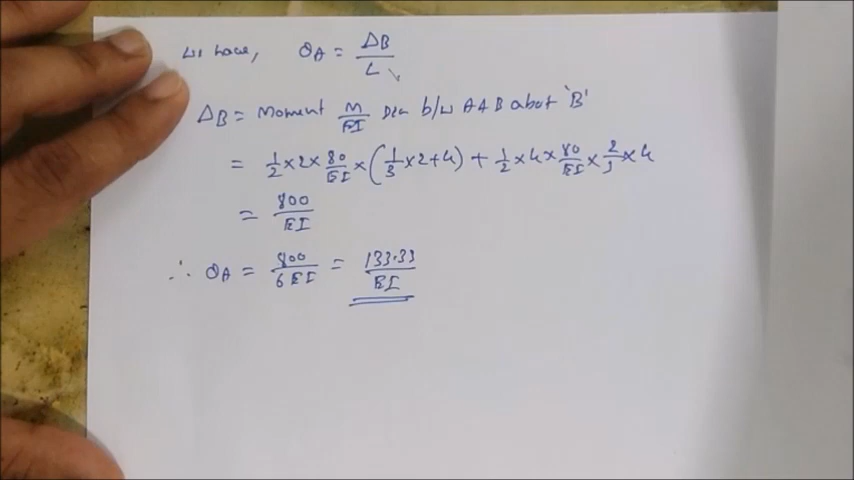 We have, θA = ΔB/L
ΔB = Moment M/EI Dia b/w A & B about 'B'
= 1/2 × 2 × 80/EI × (1/3 × 2 + 4) + 1/2 × 4 × 80/EI × 2/3 × 4
= 800/EI
∴ θA = 800/6EI = 133.33/EI